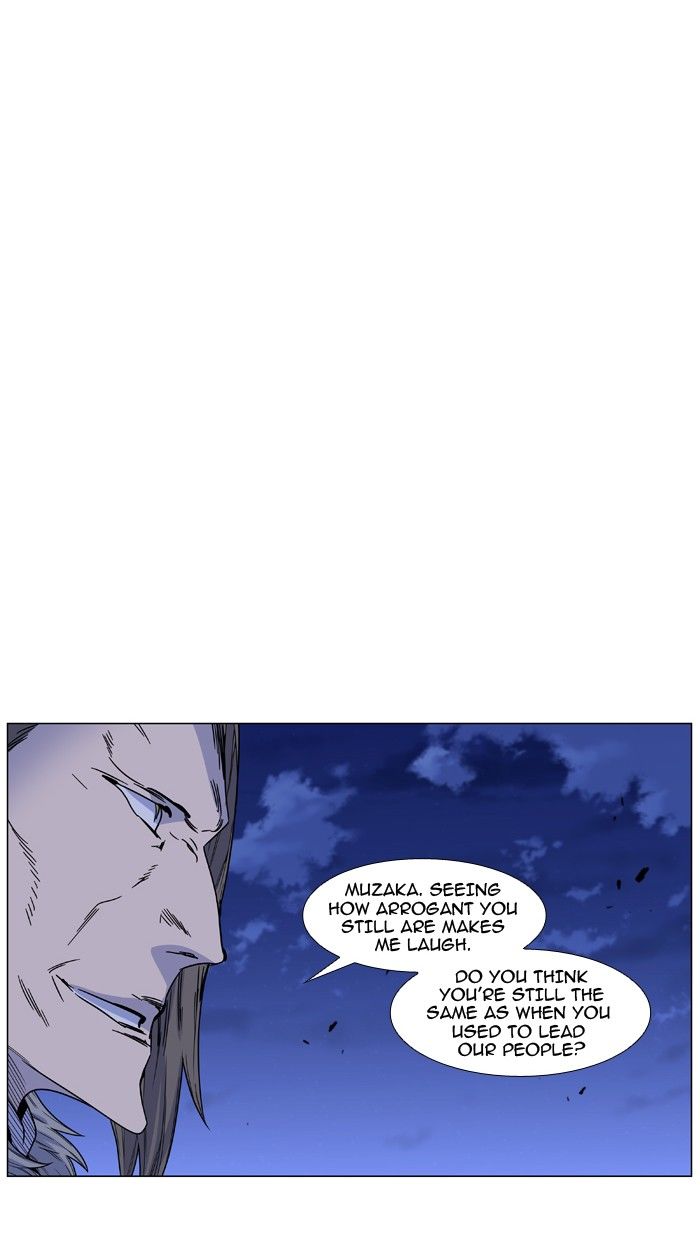 MUZAKA. SEEING
HOW ARROGANT YOU
STILL ARE MAKES
ME LAUGH.
DO YOU THINK
YOU'RE STILL THE
SAME AS WHEN YOU
USED TO LEAD
OUR PEOPLE?